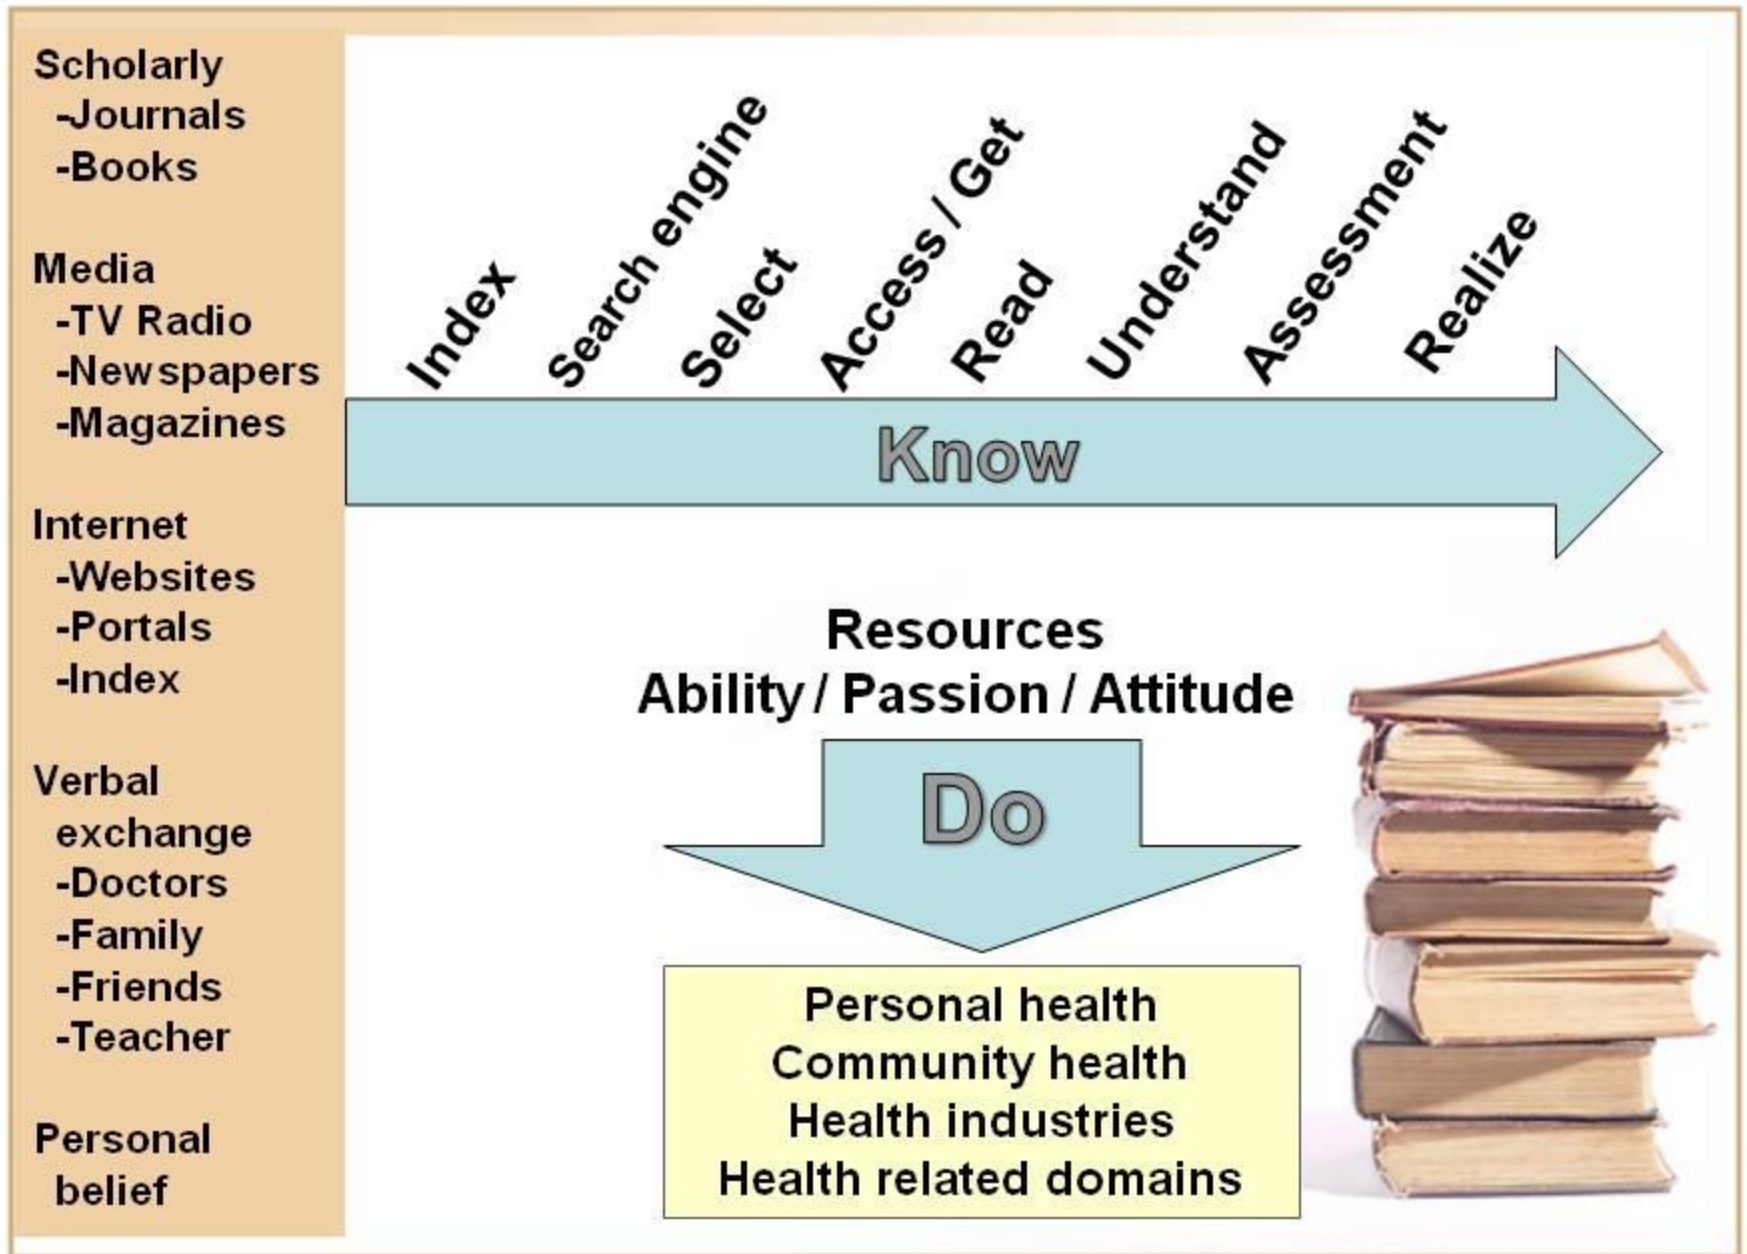 Scholarly
-Journals
-Books
Media
-TV Radio
-Newspapers
-Magazines
Internet
-Websites
-Portals
-Index
Verbal
exchange
-Doctors
-Family
-Friends
-Teacher
Personal
belief
Index
Search engine
Select
Access / Get
Read
Understand
Assessment
Realize
Know
Resources
Ability / Passion / Attitude
Do
Personal health
Community health
Health industries
Health related domains